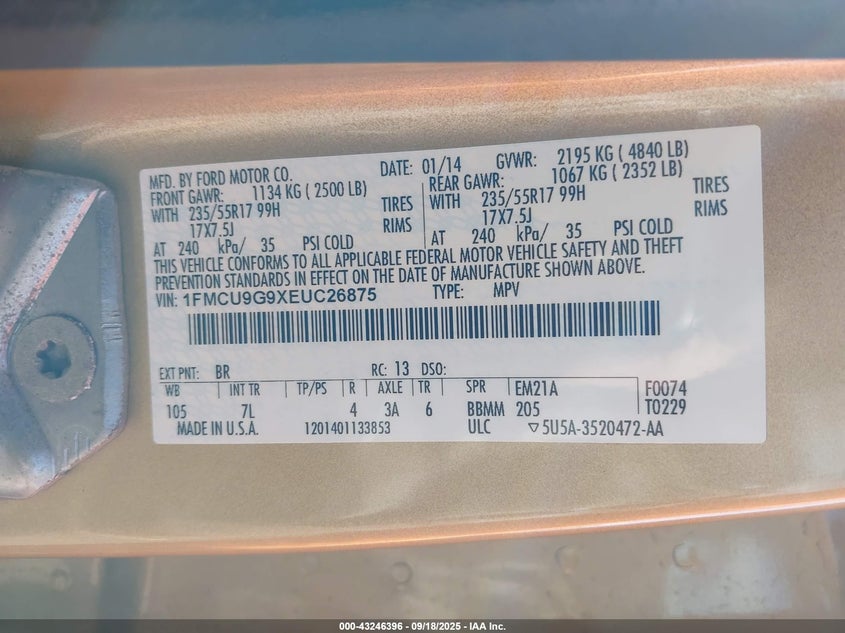 MFD. BY FORD MOTOR CO. DATE: 01/14 GVWR: 2195 KG ( 4840 LB)
FRONT GAWR: 1134 KG ( 2500 LB) REAR GAWR: 1067 KG ( 2352 LB)
WITH 235/55R17 99H TIRES WITH 235/55R17 99H TIRES
17X7.5J RIMS 17X7.5J RIMS
AT 240 kPa/ 35 PSI COLD AT 240 kPa/ 35 PSI COLD
THIS VEHICLE CONFORMS TO ALL APPLICABLE FEDERAL MOTOR VEHICLE SAFETY AND THEFT
PREVENTION STANDARDS IN EFFECT ON THE DATE OF MANUFACTURE SHOWN ABOVE.
VIN: 1FMCU9G9XEUC26875 TYPE: MPV
EXT PNT: BR RC: 13 DSO:
WB INT TR TP/PS R AXLE TR SPR EM21A F0074
105 7L 4 3A 6 BBMM 205 T0229
MADE IN U.S.A. 1201401133853 ULC ▽5U5A-3520472-AA
000-43246396 - 09/18/2025 - IAA Inc.